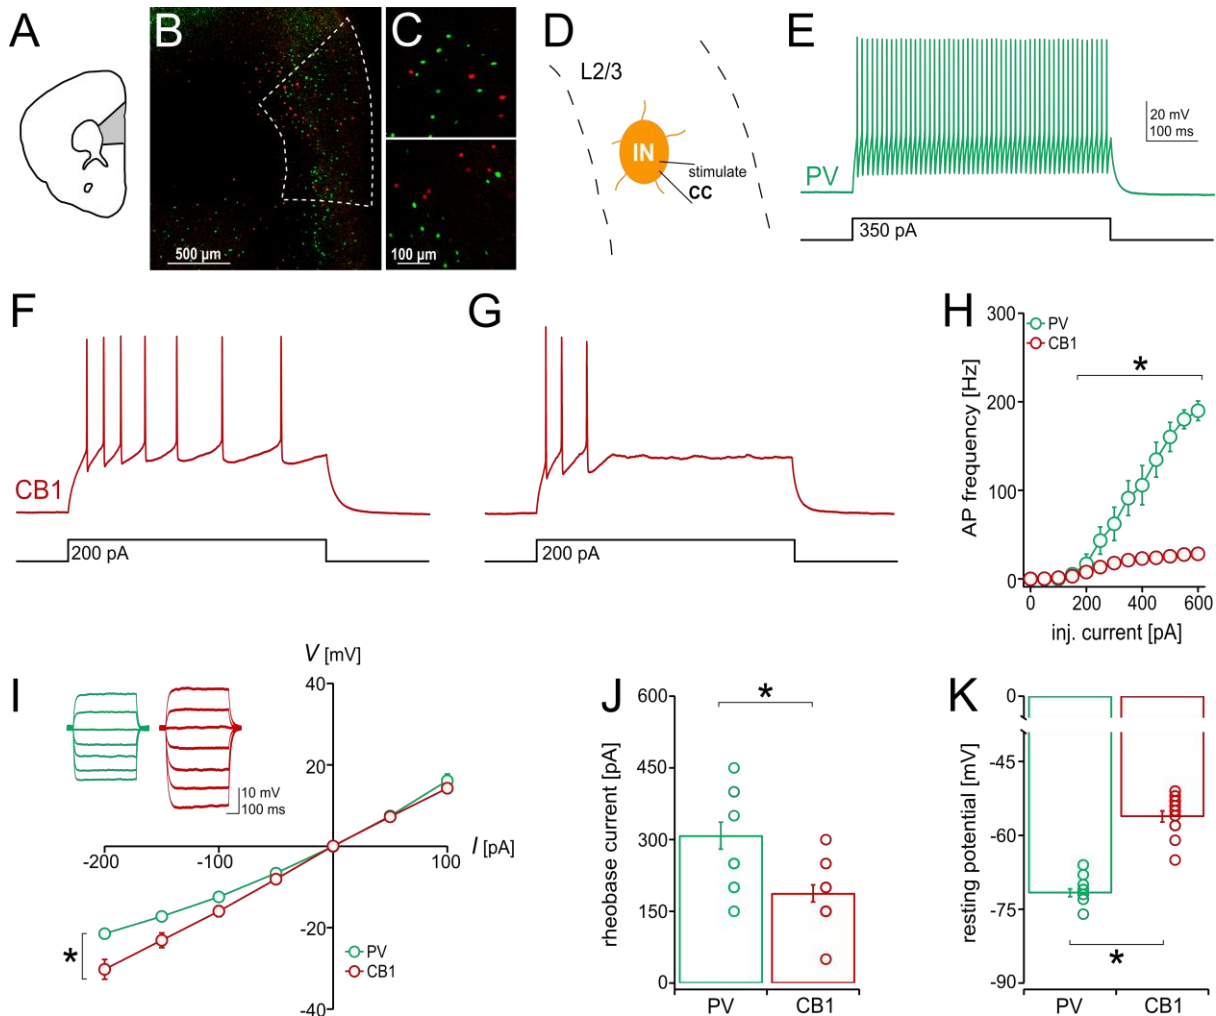 A
B
500 µm
C
100 µm
D
L2/3
IN
stimulate
CC
E
PV
20 mV
100 ms
350 pA
F
CB1
200 pA
G
200 pA
H
PV
CB1
*
AP frequency [Hz]
300
200
100
0
0
200
400
600
inj. current [pA]
I
10 mV
100 ms
V [mV]
40
20
-20
-40
-200
-100
100
I [pA]
*
PV
CB1
J
*
rheobase current [pA]
600
450
300
150
0
PV
CB1
K
resting potential [mV]
0
-45
-60
-75
-90
*
PV
CB1